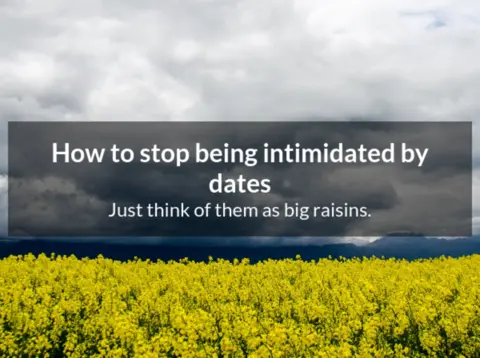 How to stop being intimidated by
dates
Just think of them as big raisins.